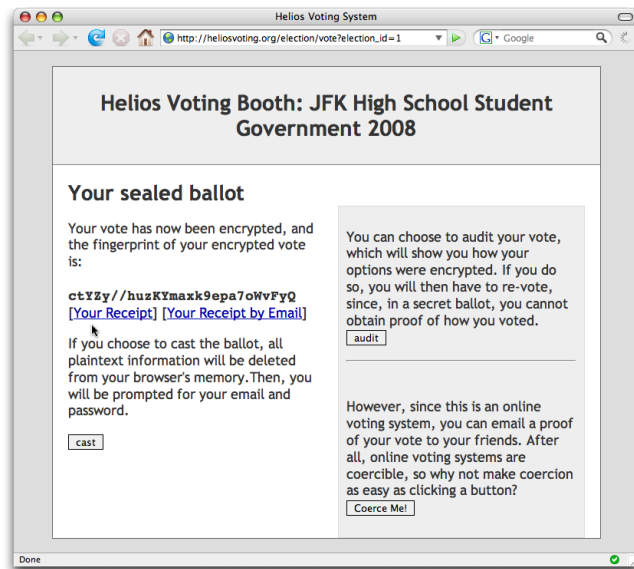 Helios Voting System
http://heliosvoting.org/election/vote?election_id=1
G Google
Helios Voting Booth: JFK High School Student
Government 2008
Your sealed ballot
Your vote has now been encrypted, and
the fingerprint of your encrypted vote
is:
ctYZy//huzKYmaxk9epa7oWvFyQ
[Your Receipt] [Your Receipt by Email]
If you choose to cast the ballot, all
plaintext information will be deleted
from your browser's memory.Then, you
will be prompted for your email and
password.
cast
You can choose to audit your vote,
which will show you how your
options were encrypted. If you do
so, you will then have to re-vote,
since, in a secret ballot, you cannot
obtain proof of how you voted.
audit
However, since this is an online
voting system, you can email a proof
of your vote to your friends. After
all, online voting systems are
coercible, so why not make coercion
as easy as clicking a button?
Coerce Me!
Done